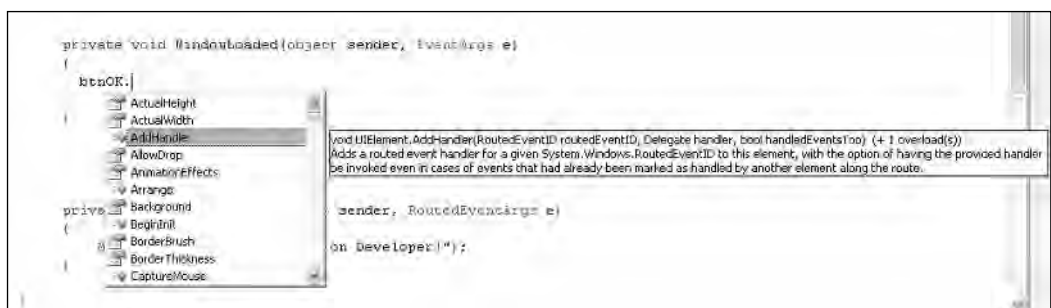 private void WindowLoaded(object sender, EventArgs e)
{
btnOK.
ActualHeight
ActualWidth
AddHandler
void UIElement.AddHandler(RoutedEventID routedEventID, Delegate handler, bool handledEventsToo) (+ 1 overload(s))
Adds a routed event handler for a given System.Windows.RoutedEventID to this element, with the option of having the provided handler
be invoked even in cases of events that had already been marked as handled by another element along the route.
}
AllowDrop
AnimationEffects
Arrange
Background
priva sender, RoutedEventArgs e)
BeginInit
{
BorderBrush
on Developer!");
BorderThickness
}
CaptureMouse
}